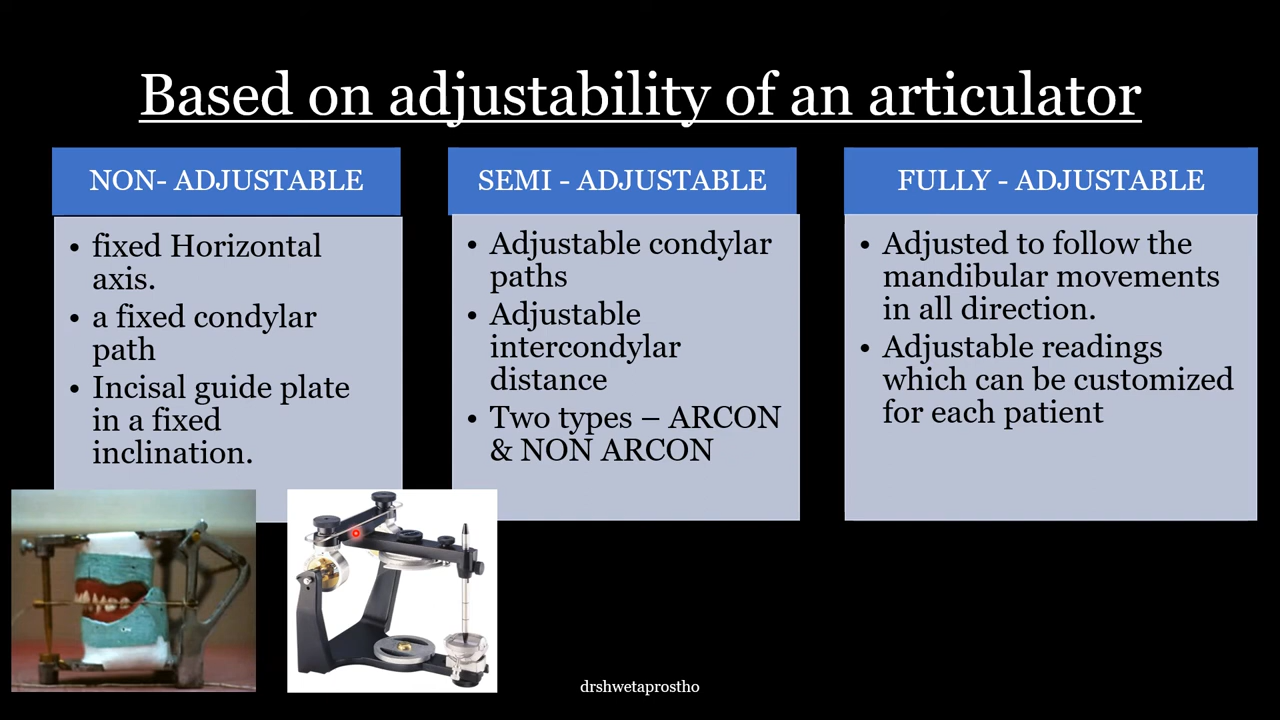 Based on adjustability of an articulator
NON- ADJUSTABLE
• fixed Horizontal
axis.
• a fixed condylar
path
• Incisal guide plate
in a fixed
inclination.
SEMI - ADJUSTABLE
• Adjustable condylar
paths
• Adjustable
intercondylar
distance
• Two types – ARCON
& NON ARCON
FULLY - ADJUSTABLE
• Adjusted to follow the
mandibular movements
in all direction.
• Adjustable readings
which can be customized
for each patient
drshwetaprostho